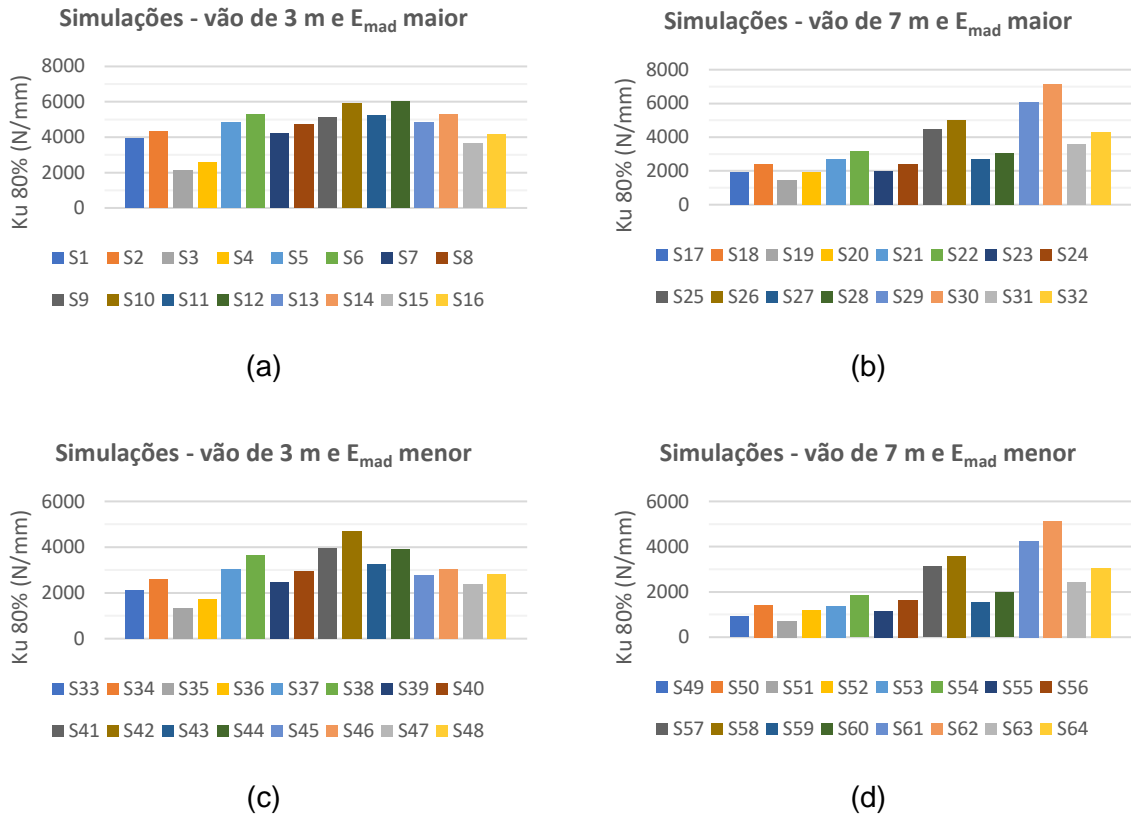 Simulações - vão de 3 m e Emad maior
Ku 80% (N/mm)
8000
6000
4000
2000
0
S1 S2 S3 S4 S5 S6 S7 S8
S9 S10 S11 S12 S13 S14 S15 S16
(a)
Simulações - vão de 7 m e Emad maior
Ku 80% (N/mm)
8000
6000
4000
2000
0
S17 S18 S19 S20 S21 S22 S23 S24
S25 S26 S27 S28 S29 S30 S31 S32
(b)
Simulações - vão de 3 m e Emad menor
Ku 80% (N/mm)
6000
4000
2000
0
S33 S34 S35 S36 S37 S38 S39 S40
S41 S42 S43 S44 S45 S46 S47 S48
(c)
Simulações - vão de 7 m e Emad menor
Ku 80% (N/mm)
6000
4000
2000
0
S49 S50 S51 S52 S53 S54 S55 S56
S57 S58 S59 S60 S61 S62 S63 S64
(d)